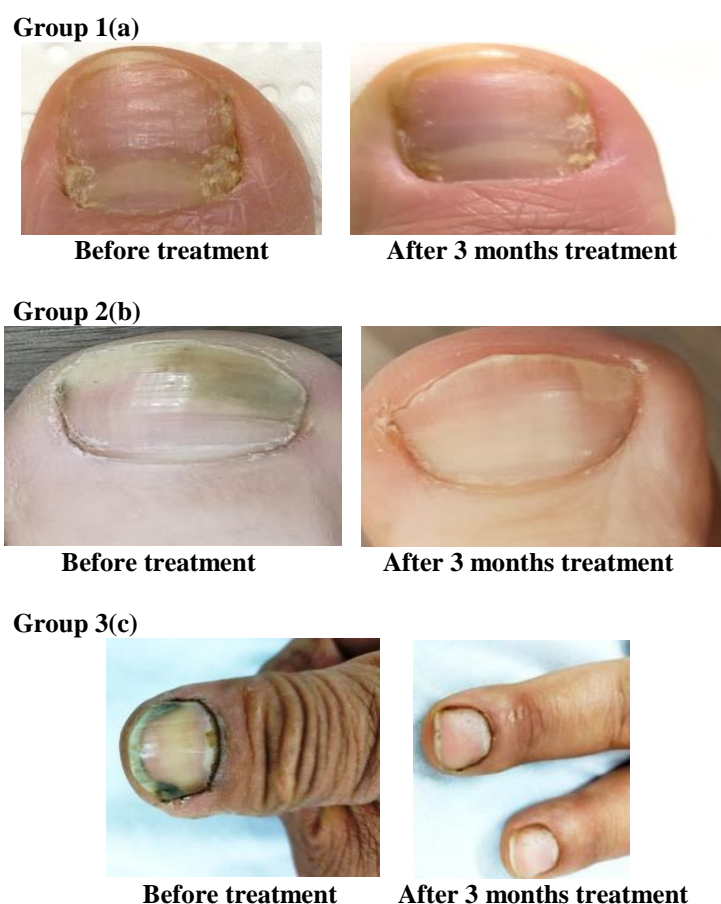 Group 1(a)
Before treatment
After 3 months treatment
Group 2(b)
Before treatment
After 3 months treatment
Group 3(c)
Before treatment
After 3 months treatment